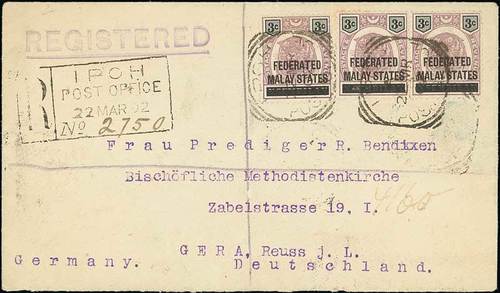 REGISTERED
R
IPOH
POST OFFICE
22 MAR 02
No 2750
3c 3c 3c
FEDERATED
MALAY STATES
FEDERATED
MALAY STATES
FEDERATED
MALAY STATES
Frau Prediger R. Bendixen
Bischöfliche Methodistenkirche
Zabelstrasse 19. I.
GERA, Reuss j. L.
Germany. Deutschland.